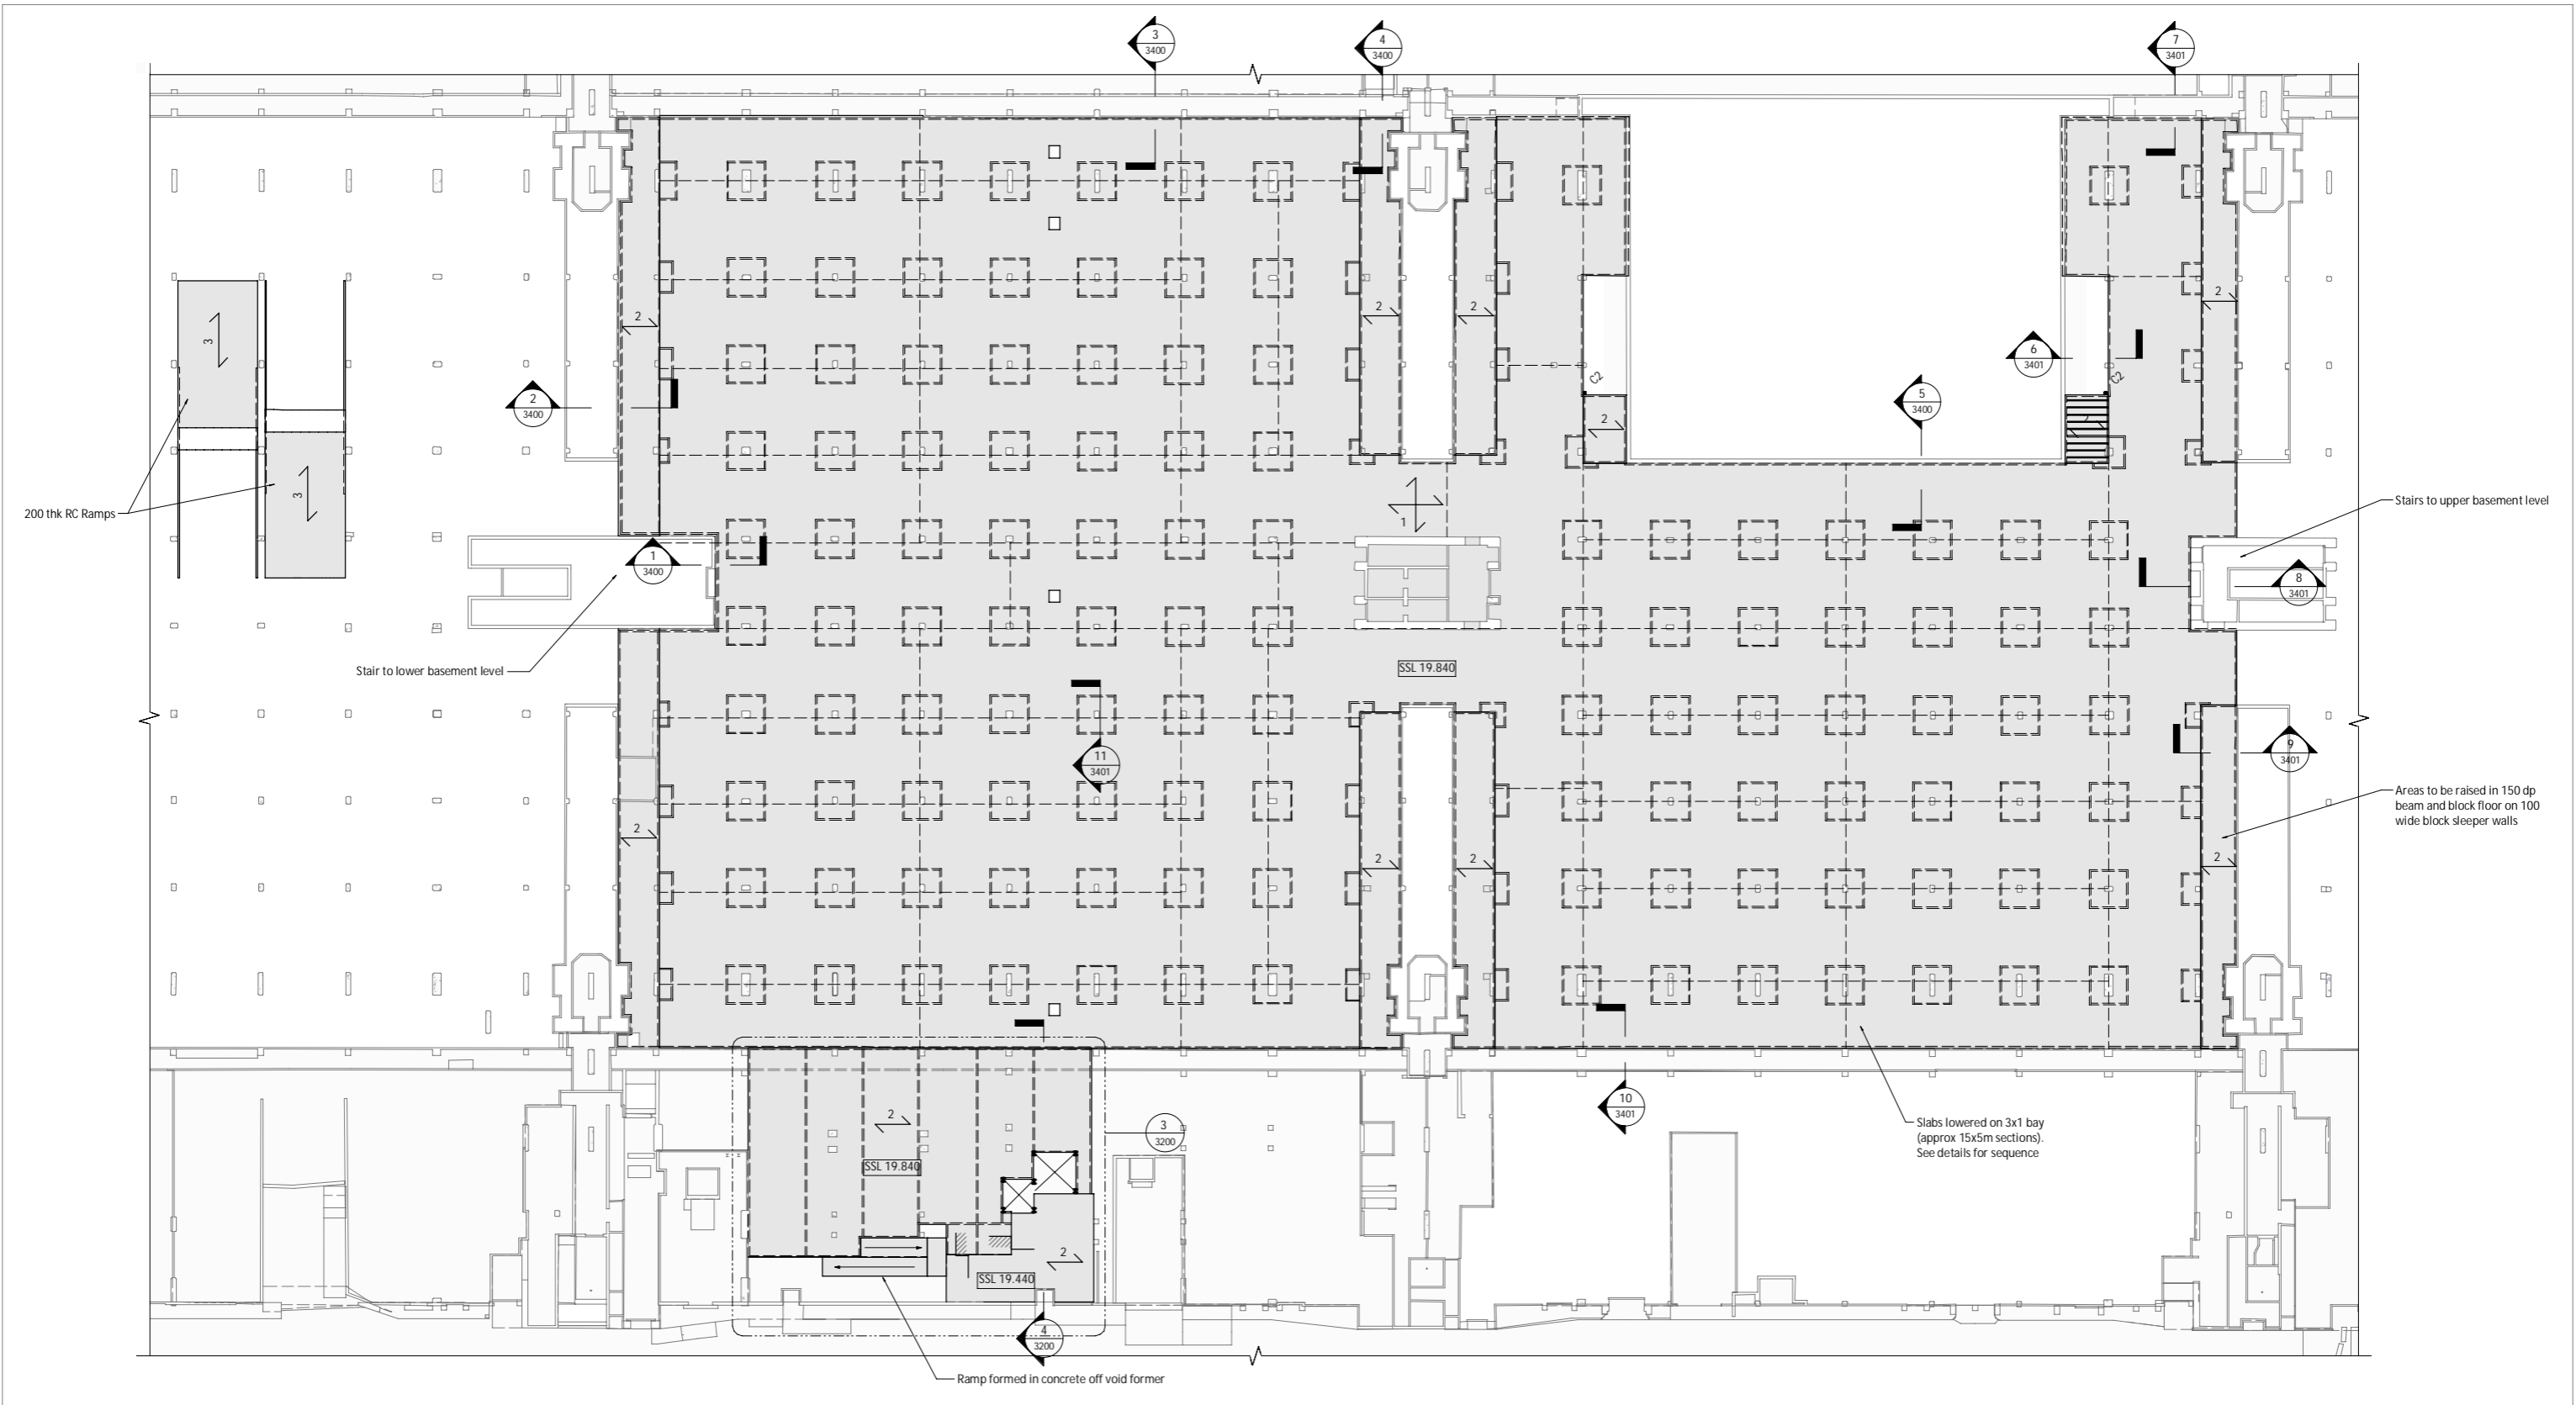 3
3400
4
3400
7
3401
2
2
2
2
3
6
3401
C2
C2
5
3400
2
3400
2
2
3
1
200 thk RC Ramps
Stairs to upper basement level
1
3400
8
3401
Stair to lower basement level
SSL 19.840
11
3401
9
3401
Areas to be raised in 150 dp
beam and block floor on 100
wide block sleeper walls
2
2
2
2
10
3401
2
3
3200
Slabs lowered on 3x1 bay
(approx 15x5m sections).
See details for sequence
SSL 19.840
2
SSL 19.440
4
3200
Ramp formed in concrete off void former